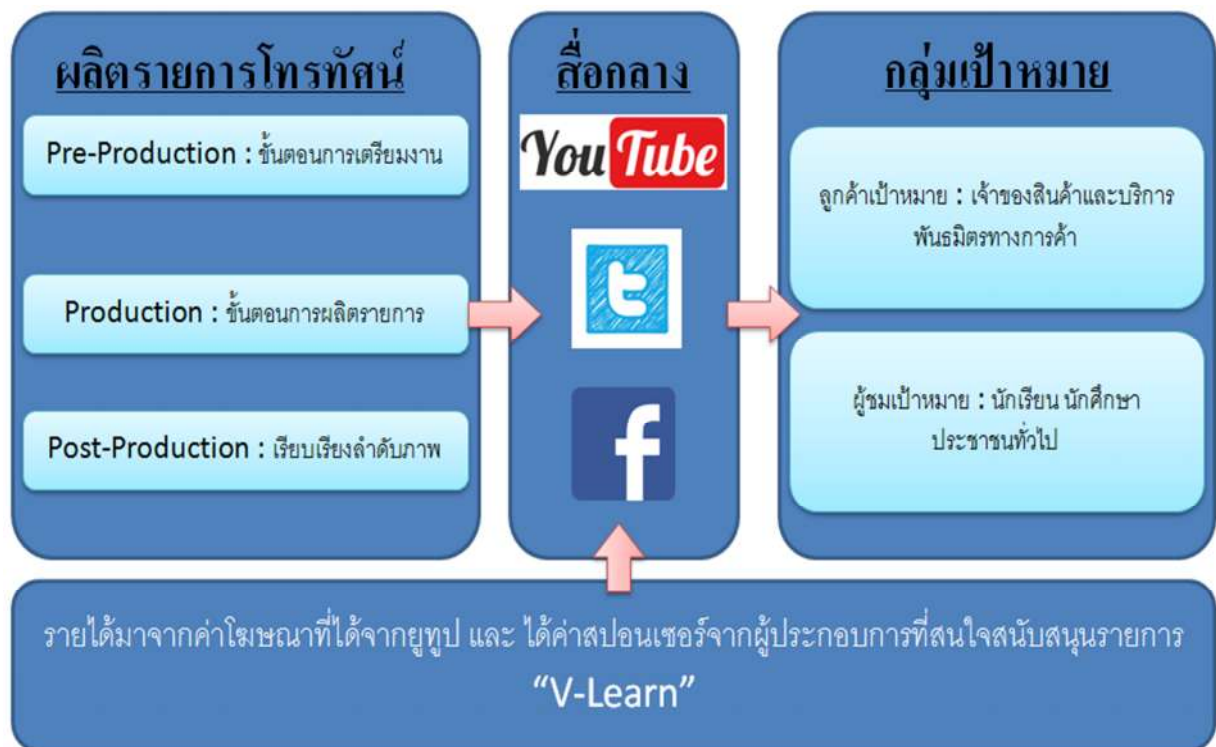 ผลิตรายการโทรทัศน์
Pre-Production : ขั้นตอนการเตรียมงาน
Production : ขั้นตอนการผลิตรายการ
Post-Production : เรียบเรียงลำดับภาพ
สื่อกลาง
YouTube
t
f
กลุ่มเป้าหมาย
ลูกค้าเป้าหมาย : เจ้าของสินค้าและบริการ
พันธมิตรทางการค้า
ผู้ชมเป้าหมาย : นักเรียน นักศึกษา
ประชาชนทั่วไป
รายได้มาจากค่าโฆษณาที่ได้จากยูทูป และ ได้ค่าสปอนเซอร์จากผู้ประกอบการที่สนใจสนับสนุนรายการ
“V-Learn”